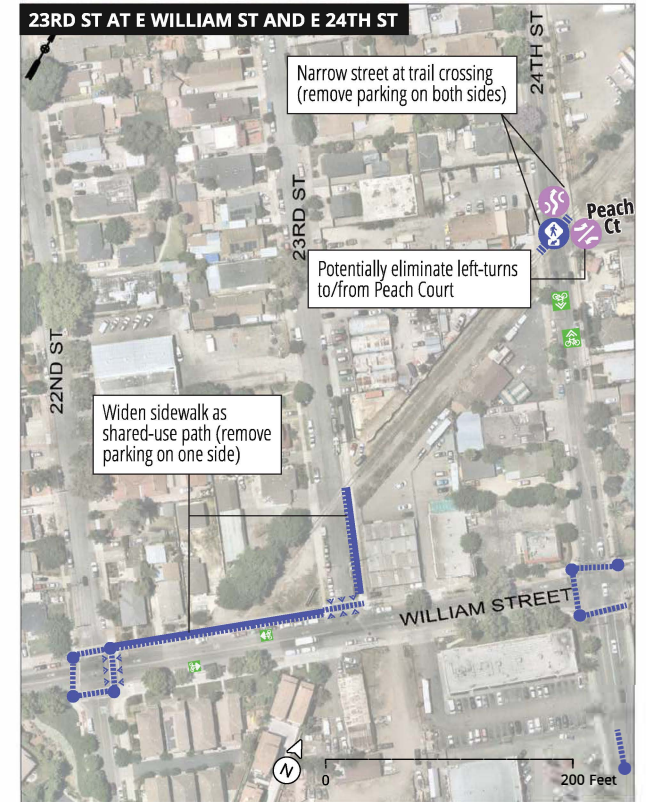 23RD ST AT E WILLIAM ST AND E 24TH ST
24TH ST
Narrow street at trail crossing
(remove parking on both sides)
23RD ST
Peach
Ct
Potentially eliminate left-turns
to/from Peach Court
22ND ST
Widen sidewalk as
shared-use path (remove
parking on one side)
WILLIAM STREET
N
0
200 Feet